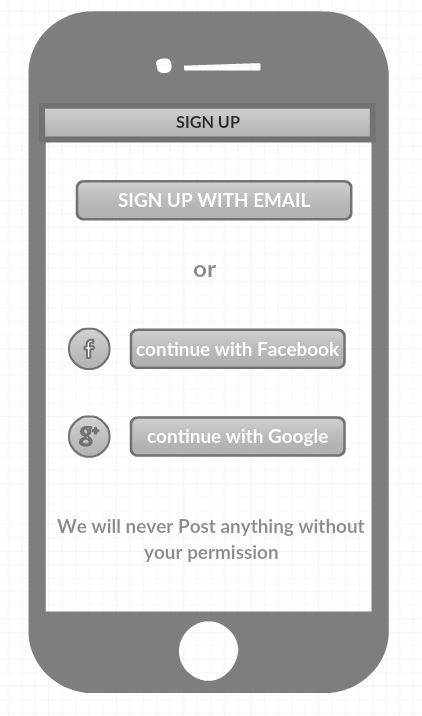 SIGN UP
SIGN UP WITH EMAIL
or
f
continue with Facebook
g+
continue with Google
We will never Post anything without
your permission